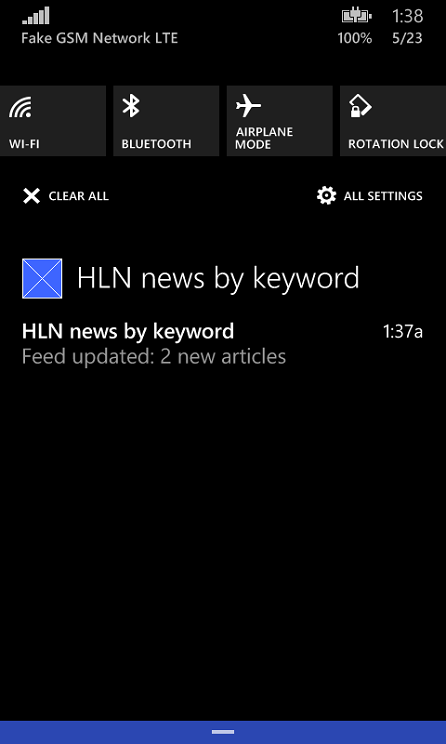 1:38
Fake GSM Network LTE 100% 5/23
WI-FI BLUETOOTH AIRPLANE MODE ROTATION LOCK
CLEAR ALL ALL SETTINGS
HLN news by keyword
HLN news by keyword 1:37a
Feed updated: 2 new articles